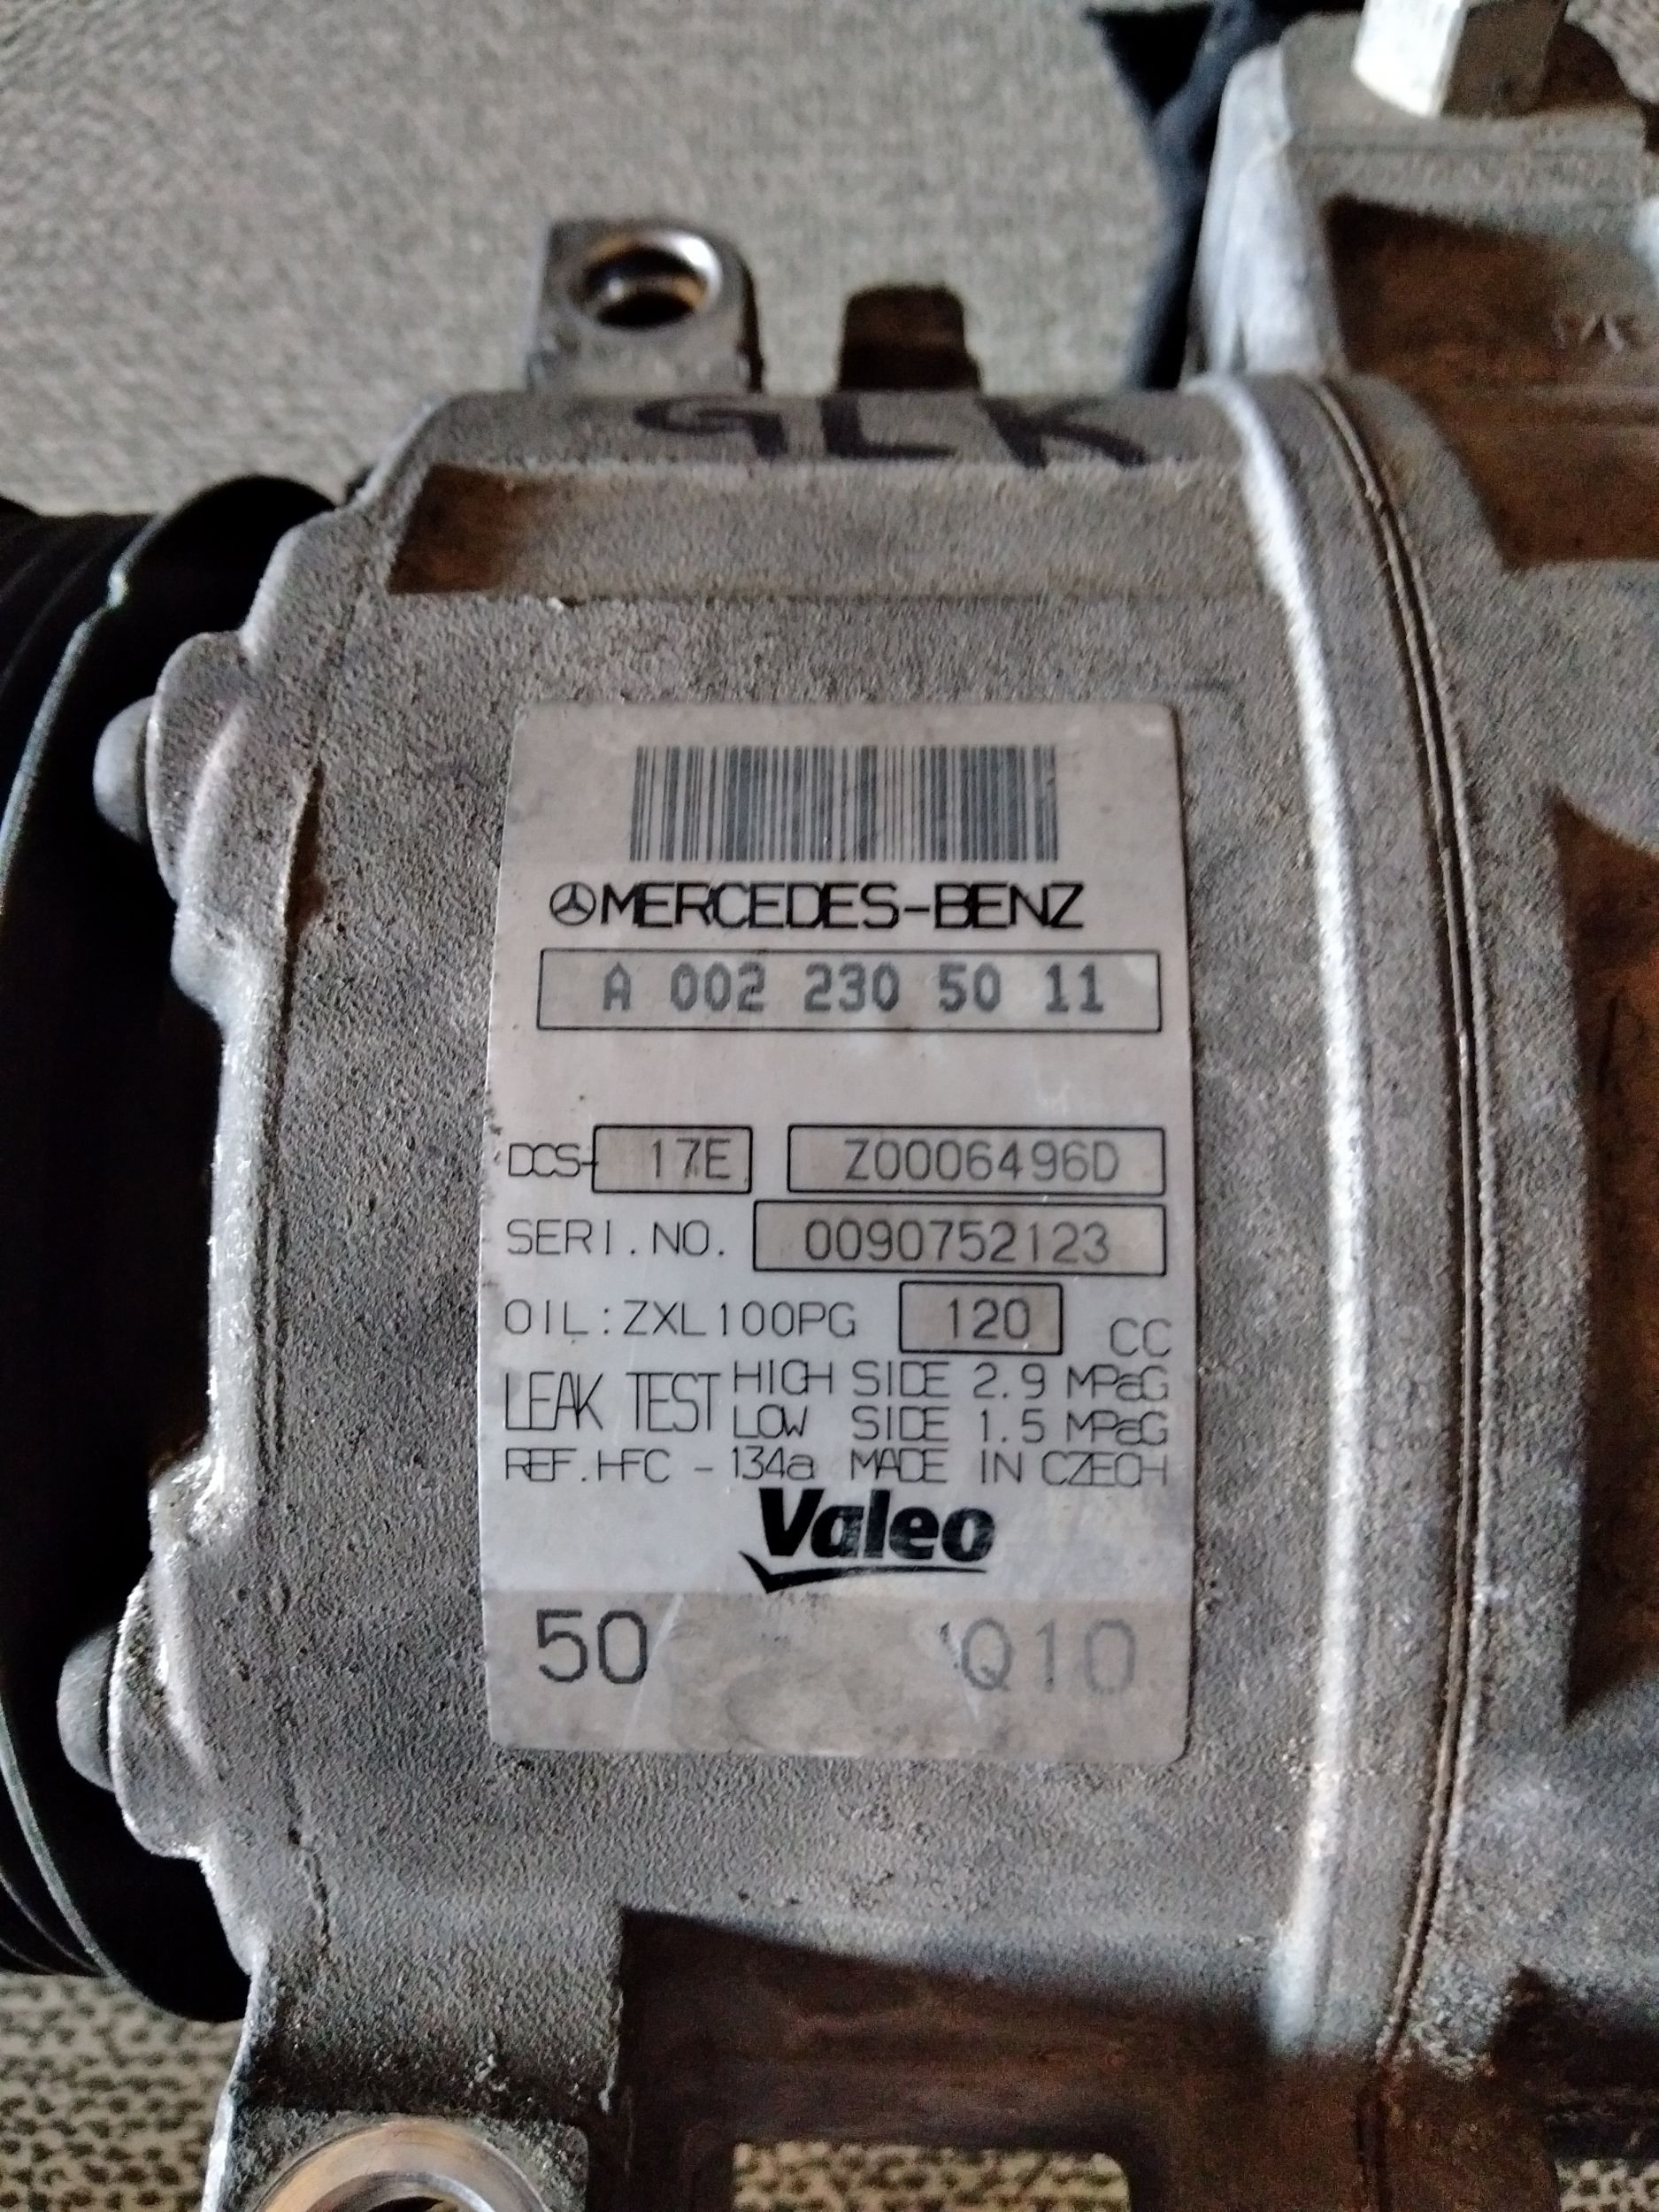 GLK
MERCEDES-BENZ
A 002 230 50 11
DCS- 17E Z0006496D
SERI.NO. 0090752123
OIL:ZXL100PG 120 CC
LEAK TEST HIGH SIDE 2.9 MPaG
LOW SIDE 1.5 MPaG
REF.HFC - 134a MADE IN CZECH
Valeo
50 Q10